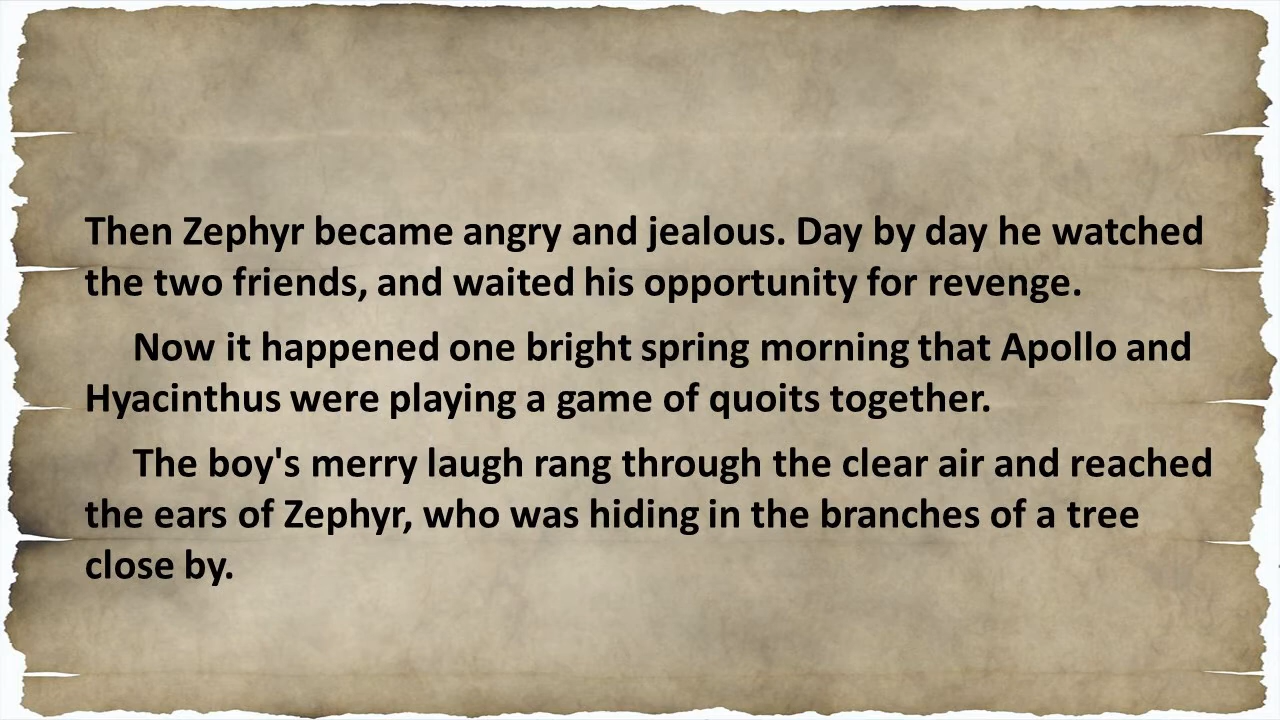 Then Zephyr became angry and jealous. Day by day he watched
the two friends, and waited his opportunity for revenge.
Now it happened one bright spring morning that Apollo and
Hyacinthus were playing a game of quoits together.
The boy's merry laugh rang through the clear air and reached
the ears of Zephyr, who was hiding in the branches of a tree
close by.